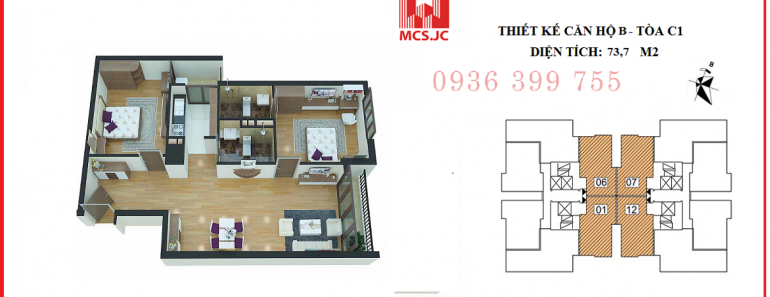 MCS.JC
THIẾT KẾ CĂN HỘ B - TÒA C1
DIỆN TÍCH: 73,7 M2
0936 399 755
B
06 07
01 12